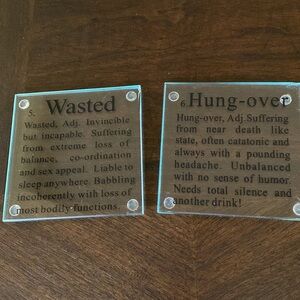 5. Wasted
Wasted, Adj. Invincible
but incapable. Suffering
from extreme loss of
balance, co-ordination
and sex appeal. Liable to
sleep anywhere. Babbling
incoherently with loss of
most bodily functions.
6. Hung-over
Hung-over, Adj. Suffering
from near death like
state, often catatonic and
always with a pounding
headache. Unbalanced
with no sense of humor.
Needs total silence and
another drink!